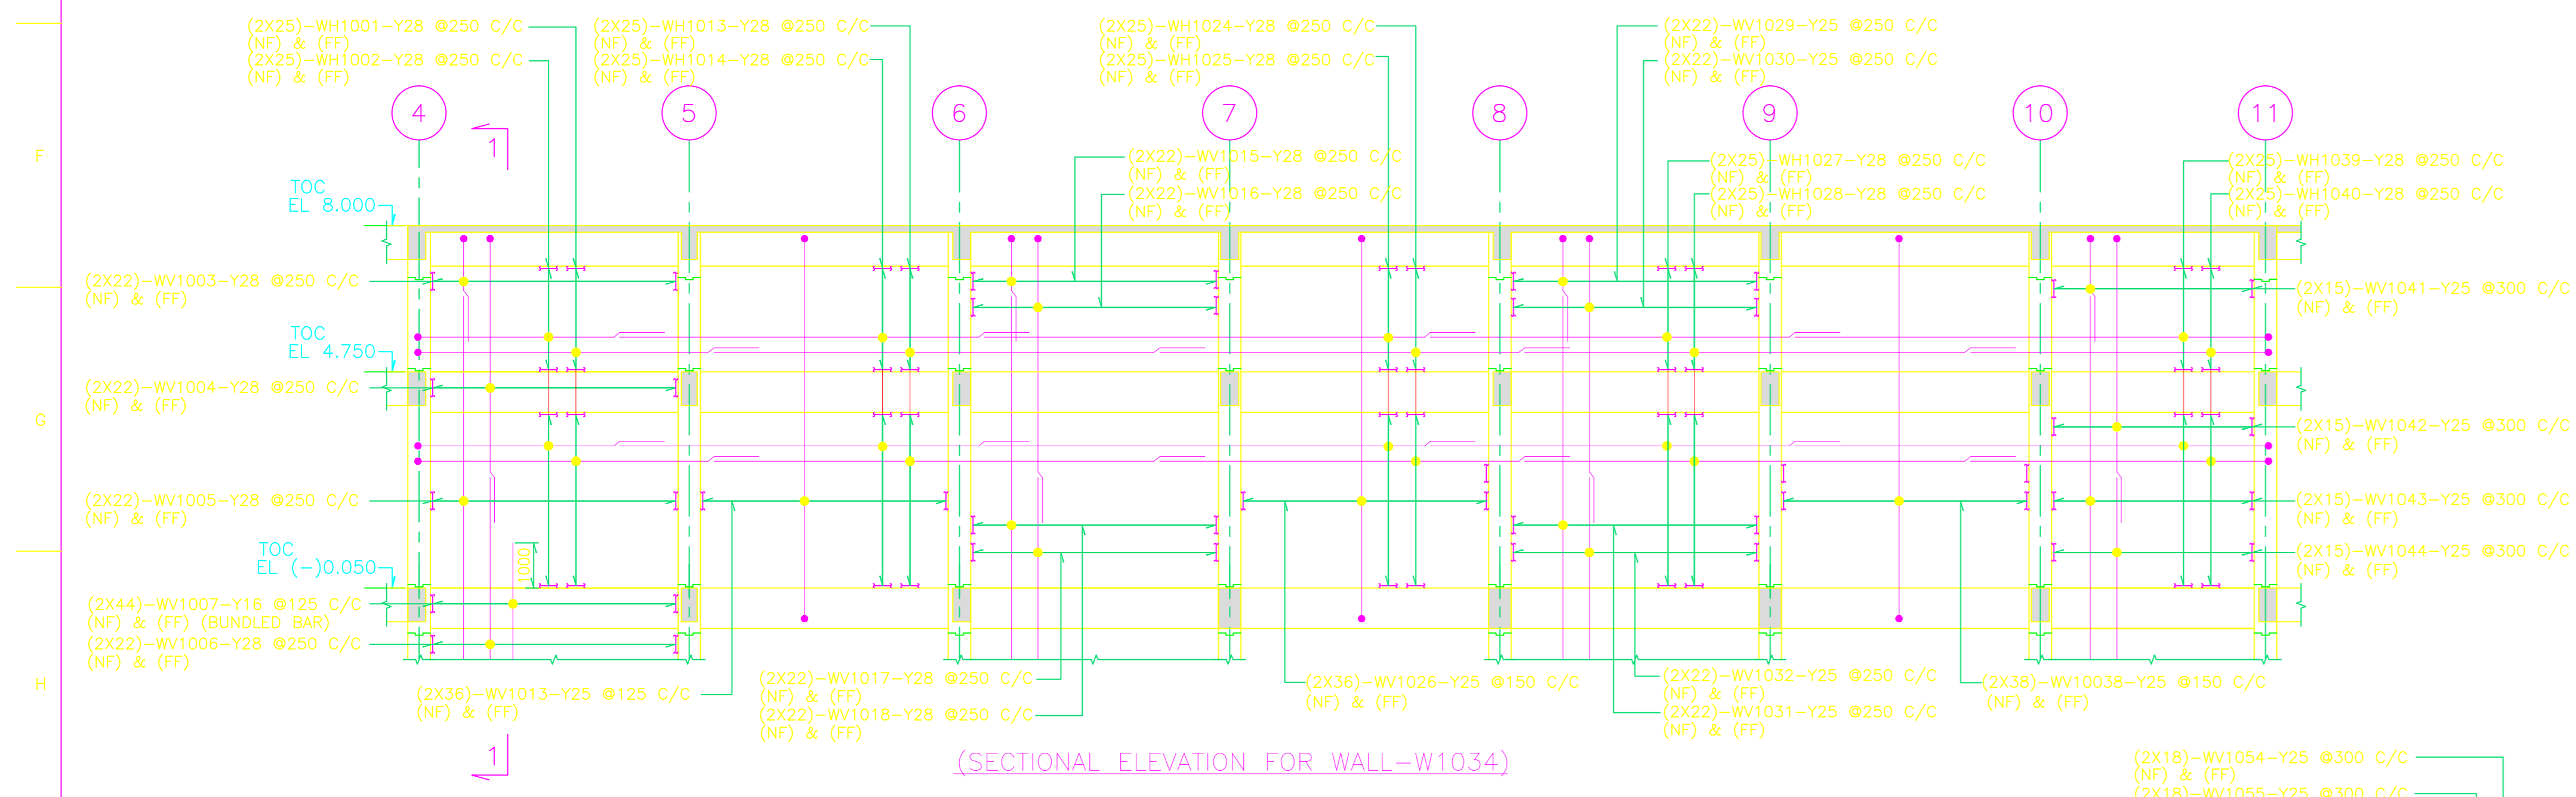 (2X25)-WH1001-Y28 @250 C/C
(NF) & (FF)
(2X25)-WH1002-Y28 @250 C/C
(NF) & (FF)
(2X25)-WH1013-Y28 @250 C/C
(NF) & (FF)
(2X25)-WH1014-Y28 @250 C/C
(NF) & (FF)
(2X25)-WH1024-Y28 @250 C/C
(NF) & (FF)
(2X25)-WH1025-Y28 @250 C/C
(NF) & (FF)
(2X22)-WV1029-Y25 @250 C/C
(NF) & (FF)
(2X22)-WV1030-Y25 @250 C/C
(NF) & (FF)
4
5
6
7
8
9
10
11
1
F
(2X22)-WV1015-Y28 @250 C/C
(NF) & (FF)
(2X22)-WV1016-Y28 @250 C/C
(NF) & (FF)
(2X25)-WH1027-Y28 @250 C/C
(NF) & (FF)
(2X25)-WH1028-Y28 @250 C/C
(NF) & (FF)
(2X25)-WH1039-Y28 @250 C/C
(NF) & (FF)
(2X25)-WH1040-Y28 @250 C/C
(NF) & (FF)
TOC
EL 8.000
(2X22)-WV1003-Y28 @250 C/C
(NF) & (FF)
(2X15)-WV1041-Y25 @300 C/C
(NF) & (FF)
TOC
EL 4.750
(2X22)-WV1004-Y28 @250 C/C
(NF) & (FF)
G
(2X15)-WV1042-Y25 @300 C/C
(NF) & (FF)
(2X22)-WV1005-Y28 @250 C/C
(NF) & (FF)
(2X15)-WV1043-Y25 @300 C/C
(NF) & (FF)
TOC
EL (-)0.050
1000
(2X15)-WV1044-Y25 @300 C/C
(NF) & (FF)
(2X44)-WV1007-Y16 @125 C/C
(NF) & (FF) (BUNDLED BAR)
(2X22)-WV1006-Y28 @250 C/C
(NF) & (FF)
H
(2X36)-WV1013-Y25 @125 C/C
(NF) & (FF)
(2X22)-WV1017-Y28 @250 C/C
(NF) & (FF)
(2X22)-WV1018-Y28 @250 C/C
(NF) & (FF)
(2X36)-WV1026-Y25 @150 C/C
(NF) & (FF)
(2X22)-WV1032-Y25 @250 C/C
(NF) & (FF)
(2X22)-WV1031-Y25 @250 C/C
(NF) & (FF)
(2X38)-WV10038-Y25 @150 C/C
(NF) & (FF)
1
(SECTIONAL ELEVATION FOR WALL-W1034)
(2X18)-WV1054-Y25 @300 C/C
(NF) & (FF)
(2X18)-WV1055-Y25 @300 C/C